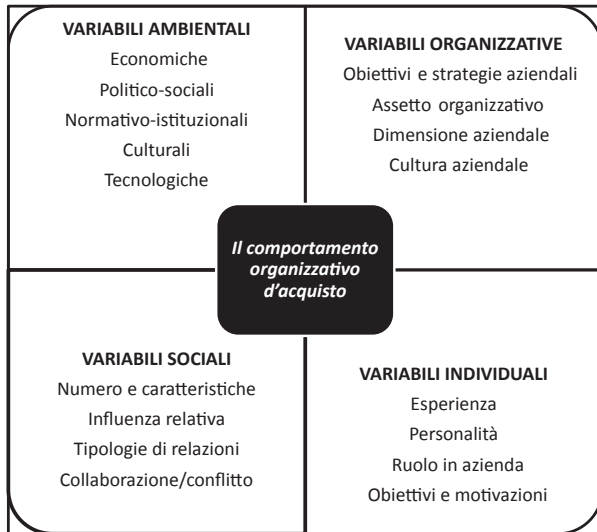 VARIABILI AMBIENTALI
Economiche
Politico-sociali
Normativo-istituzionali
Culturali
Tecnologiche
VARIABILI ORGANIZZATIVE
Obiettivi e strategie aziendali
Assetto organizzativo
Dimensione aziendale
Cultura aziendale
Il comportamento
organizzativo
d'acquisto
VARIABILI SOCIALI
Numero e caratteristiche
Influenza relativa
Tipologie di relazioni
Collaborazione/conflitto
VARIABILI INDIVIDUALI
Esperienza
Personalità
Ruolo in azienda
Obiettivi e motivazioni